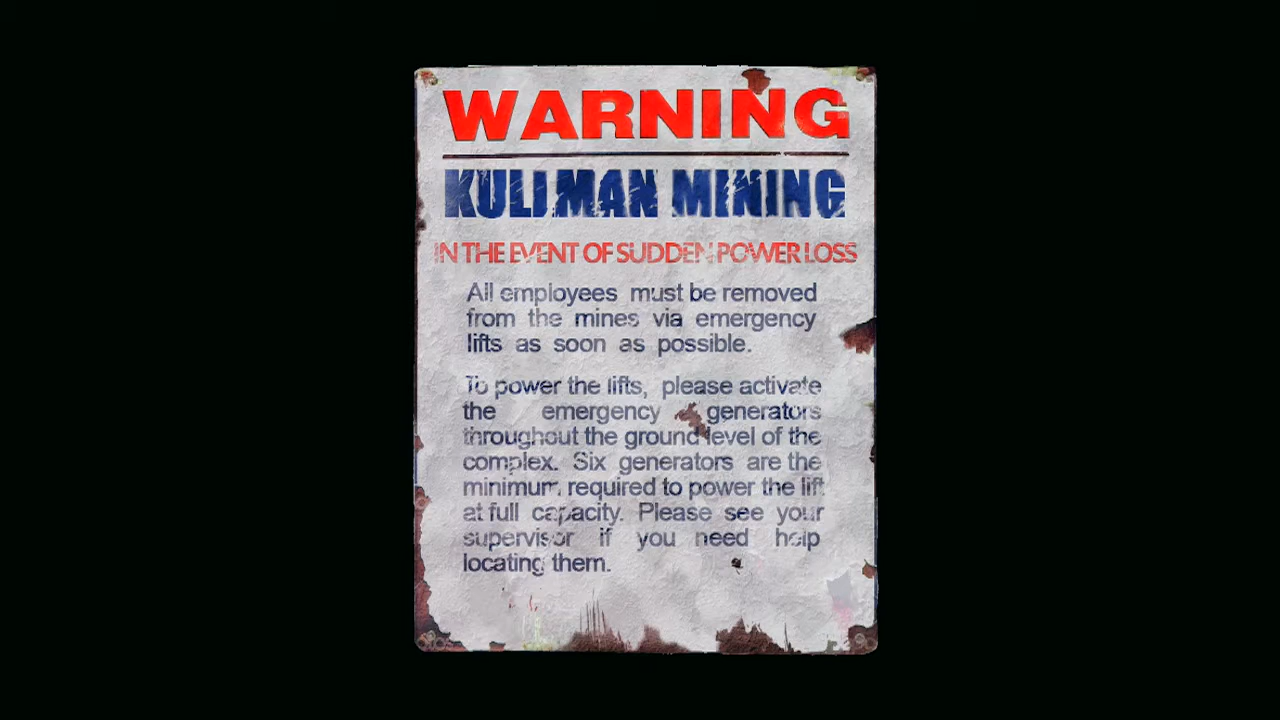 WARNING
KULLMAN MINING
IN THE EVENT OF SUDDEN POWER LOSS
All employees must be removed
from the mines via emergency
lifts as soon as possible.
To power the lifts, please activate
the emergency generators
throughout the ground level of the
complex. Six generators are the
minimum required to power the lift
at full capacity. Please see your
supervisor if you need help
locating them.